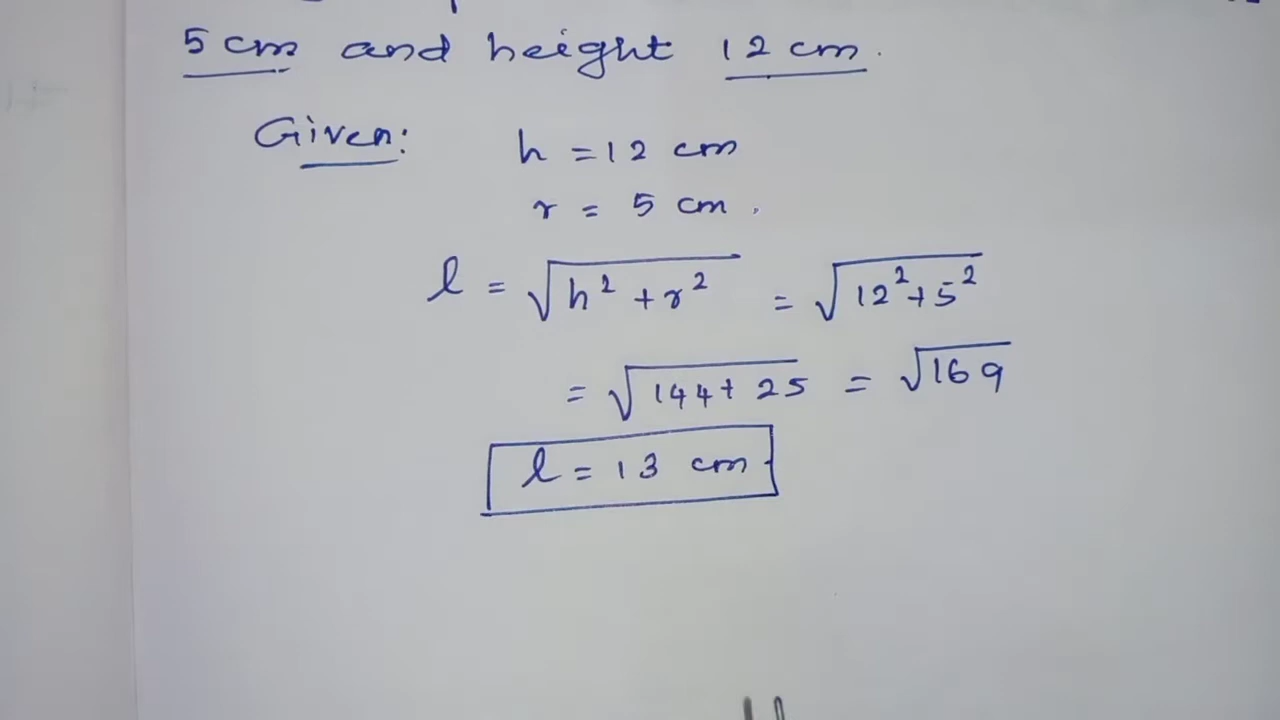 5 cm and height 12 cm.
Given: h = 12 cm
r = 5 cm.
l = √h² + r² = √12² + 5²
= √144 + 25 = √169
l = 13 cm